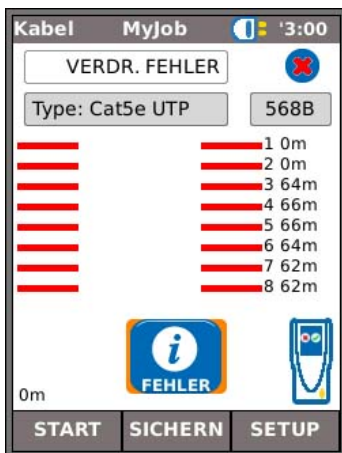 Kabel MyJob '3:00
VERDR. FEHLER
Type: Cat5e UTP 568B
1 0m
2 0m
3 64m
4 66m
5 66m
6 64m
7 62m
8 62m
i
FEHLER
0m
START SICHERN SETUP